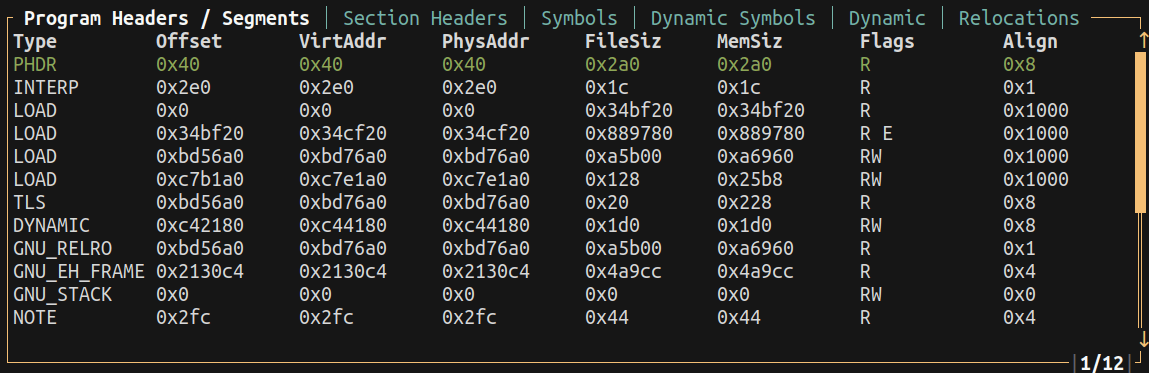 Program Headers / Segments | Section Headers | Symbols | Dynamic Symbols | Dynamic | Relocations
Type Offset VirtAddr PhysAddr FileSiz MemSiz Flags Align
PHDR 0x40 0x40 0x40 0x2a0 0x2a0 R 0x8
INTERP 0x2e0 0x2e0 0x2e0 0x1c 0x1c R 0x1
LOAD 0x0 0x0 0x0 0x34bf20 0x34bf20 R 0x1000
LOAD 0x34bf20 0x34cf20 0x34cf20 0x889780 0x889780 R E 0x1000
LOAD 0xbd56a0 0xbd76a0 0xbd76a0 0xa5b00 0xa6960 RW 0x1000
LOAD 0xc7b1a0 0xc7e1a0 0xc7e1a0 0x128 0x25b8 RW 0x1000
TLS 0xbd56a0 0xbd76a0 0xbd76a0 0x20 0x228 R 0x8
DYNAMIC 0xc42180 0xc44180 0xc44180 0x1d0 0x1d0 RW 0x8
GNU_RELRO 0xbd56a0 0xbd76a0 0xbd76a0 0xa5b00 0xa6960 R 0x1
GNU_EH_FRAME 0x2130c4 0x2130c4 0x2130c4 0x4a9cc 0x4a9cc R 0x4
GNU_STACK 0x0 0x0 0x0 0x0 0x0 RW 0x0
NOTE 0x2fc 0x2fc 0x2fc 0x44 0x44 R 0x4
|1/12|